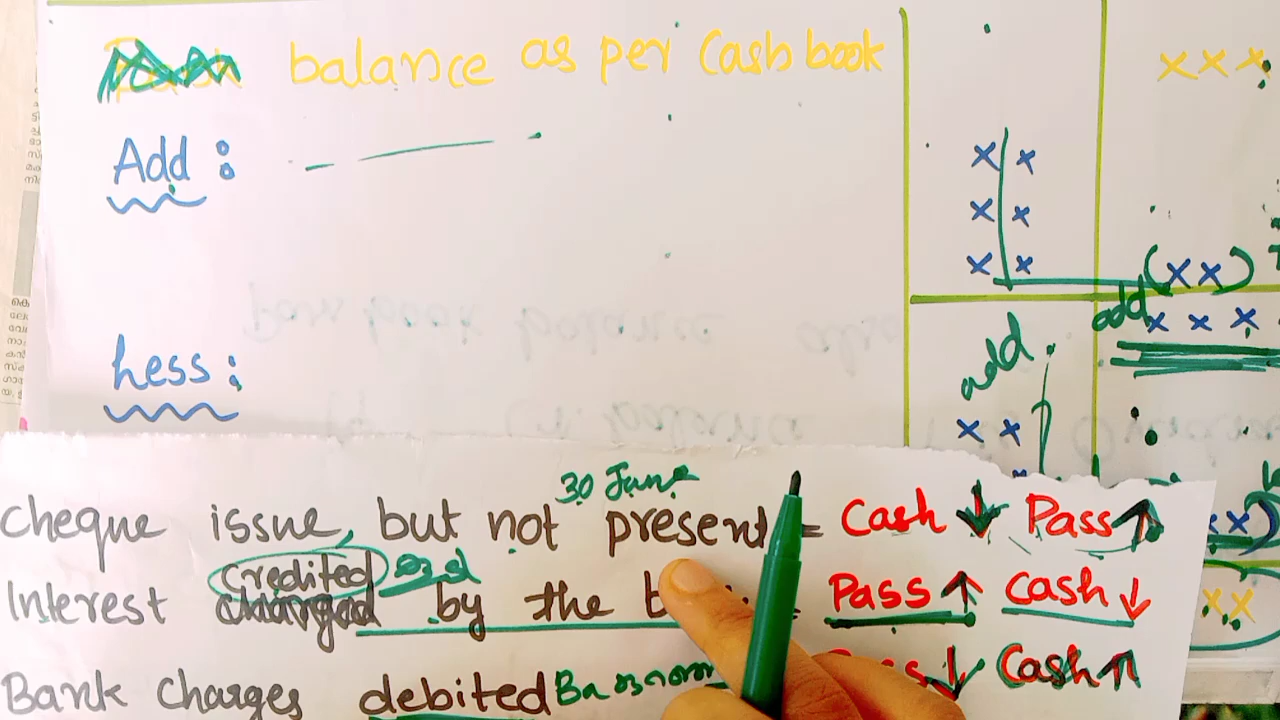 balance as per Cash book ×××
Add : ××
××
×× (××)
add ×××
add
Less :
××
30 June
Cheque issue, but not present = Cash ↓ Pass ↑ ××)
credited
Interest by the Pass ↑ Cash ↓ ××
Bank Charges debited Cash ↑